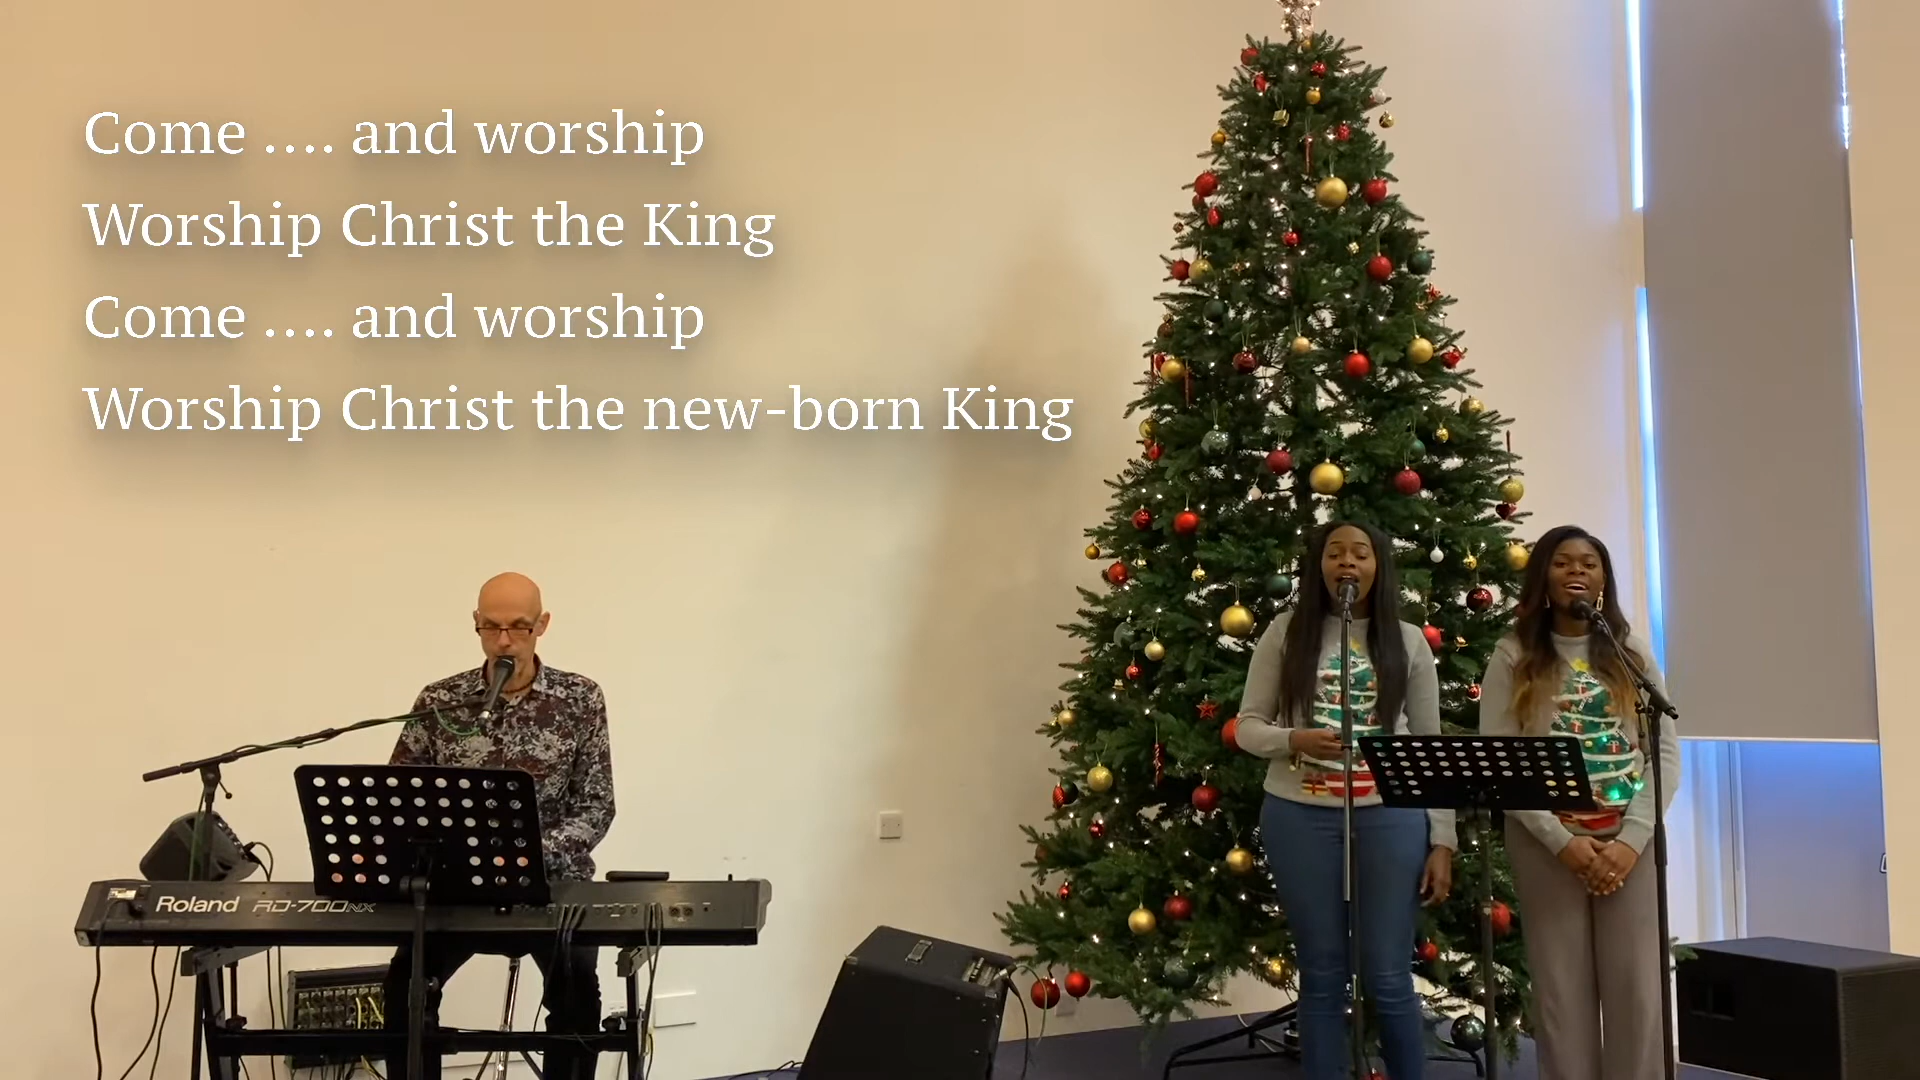 Come .... and worship
Worship Christ the King
Come .... and worship
Worship Christ the new-born King
Roland RD-700NX